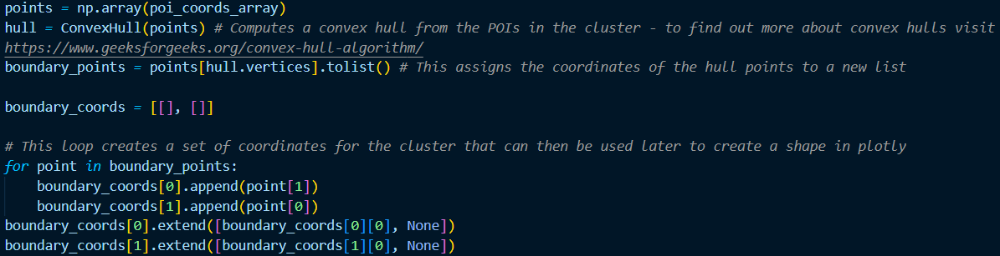 points = np.array(poi_coords_array)
hull = ConvexHull(points) # Computes a convex hull from the POIs in the cluster - to find out more about convex hulls visit
https://www.geeksforgeeks.org/convex-hull-algorithm/
boundary_points = points[hull.vertices].tolist() # This assigns the coordinates of the hull points to a new list

boundary_coords = [[], []]

# This loop creates a set of coordinates for the cluster that can then be used later to create a shape in plotly
for point in boundary_points:
    boundary_coords[0].append(point[1])
    boundary_coords[1].append(point[0])
boundary_coords[0].extend([boundary_coords[0][0], None])
boundary_coords[1].extend([boundary_coords[1][0], None])